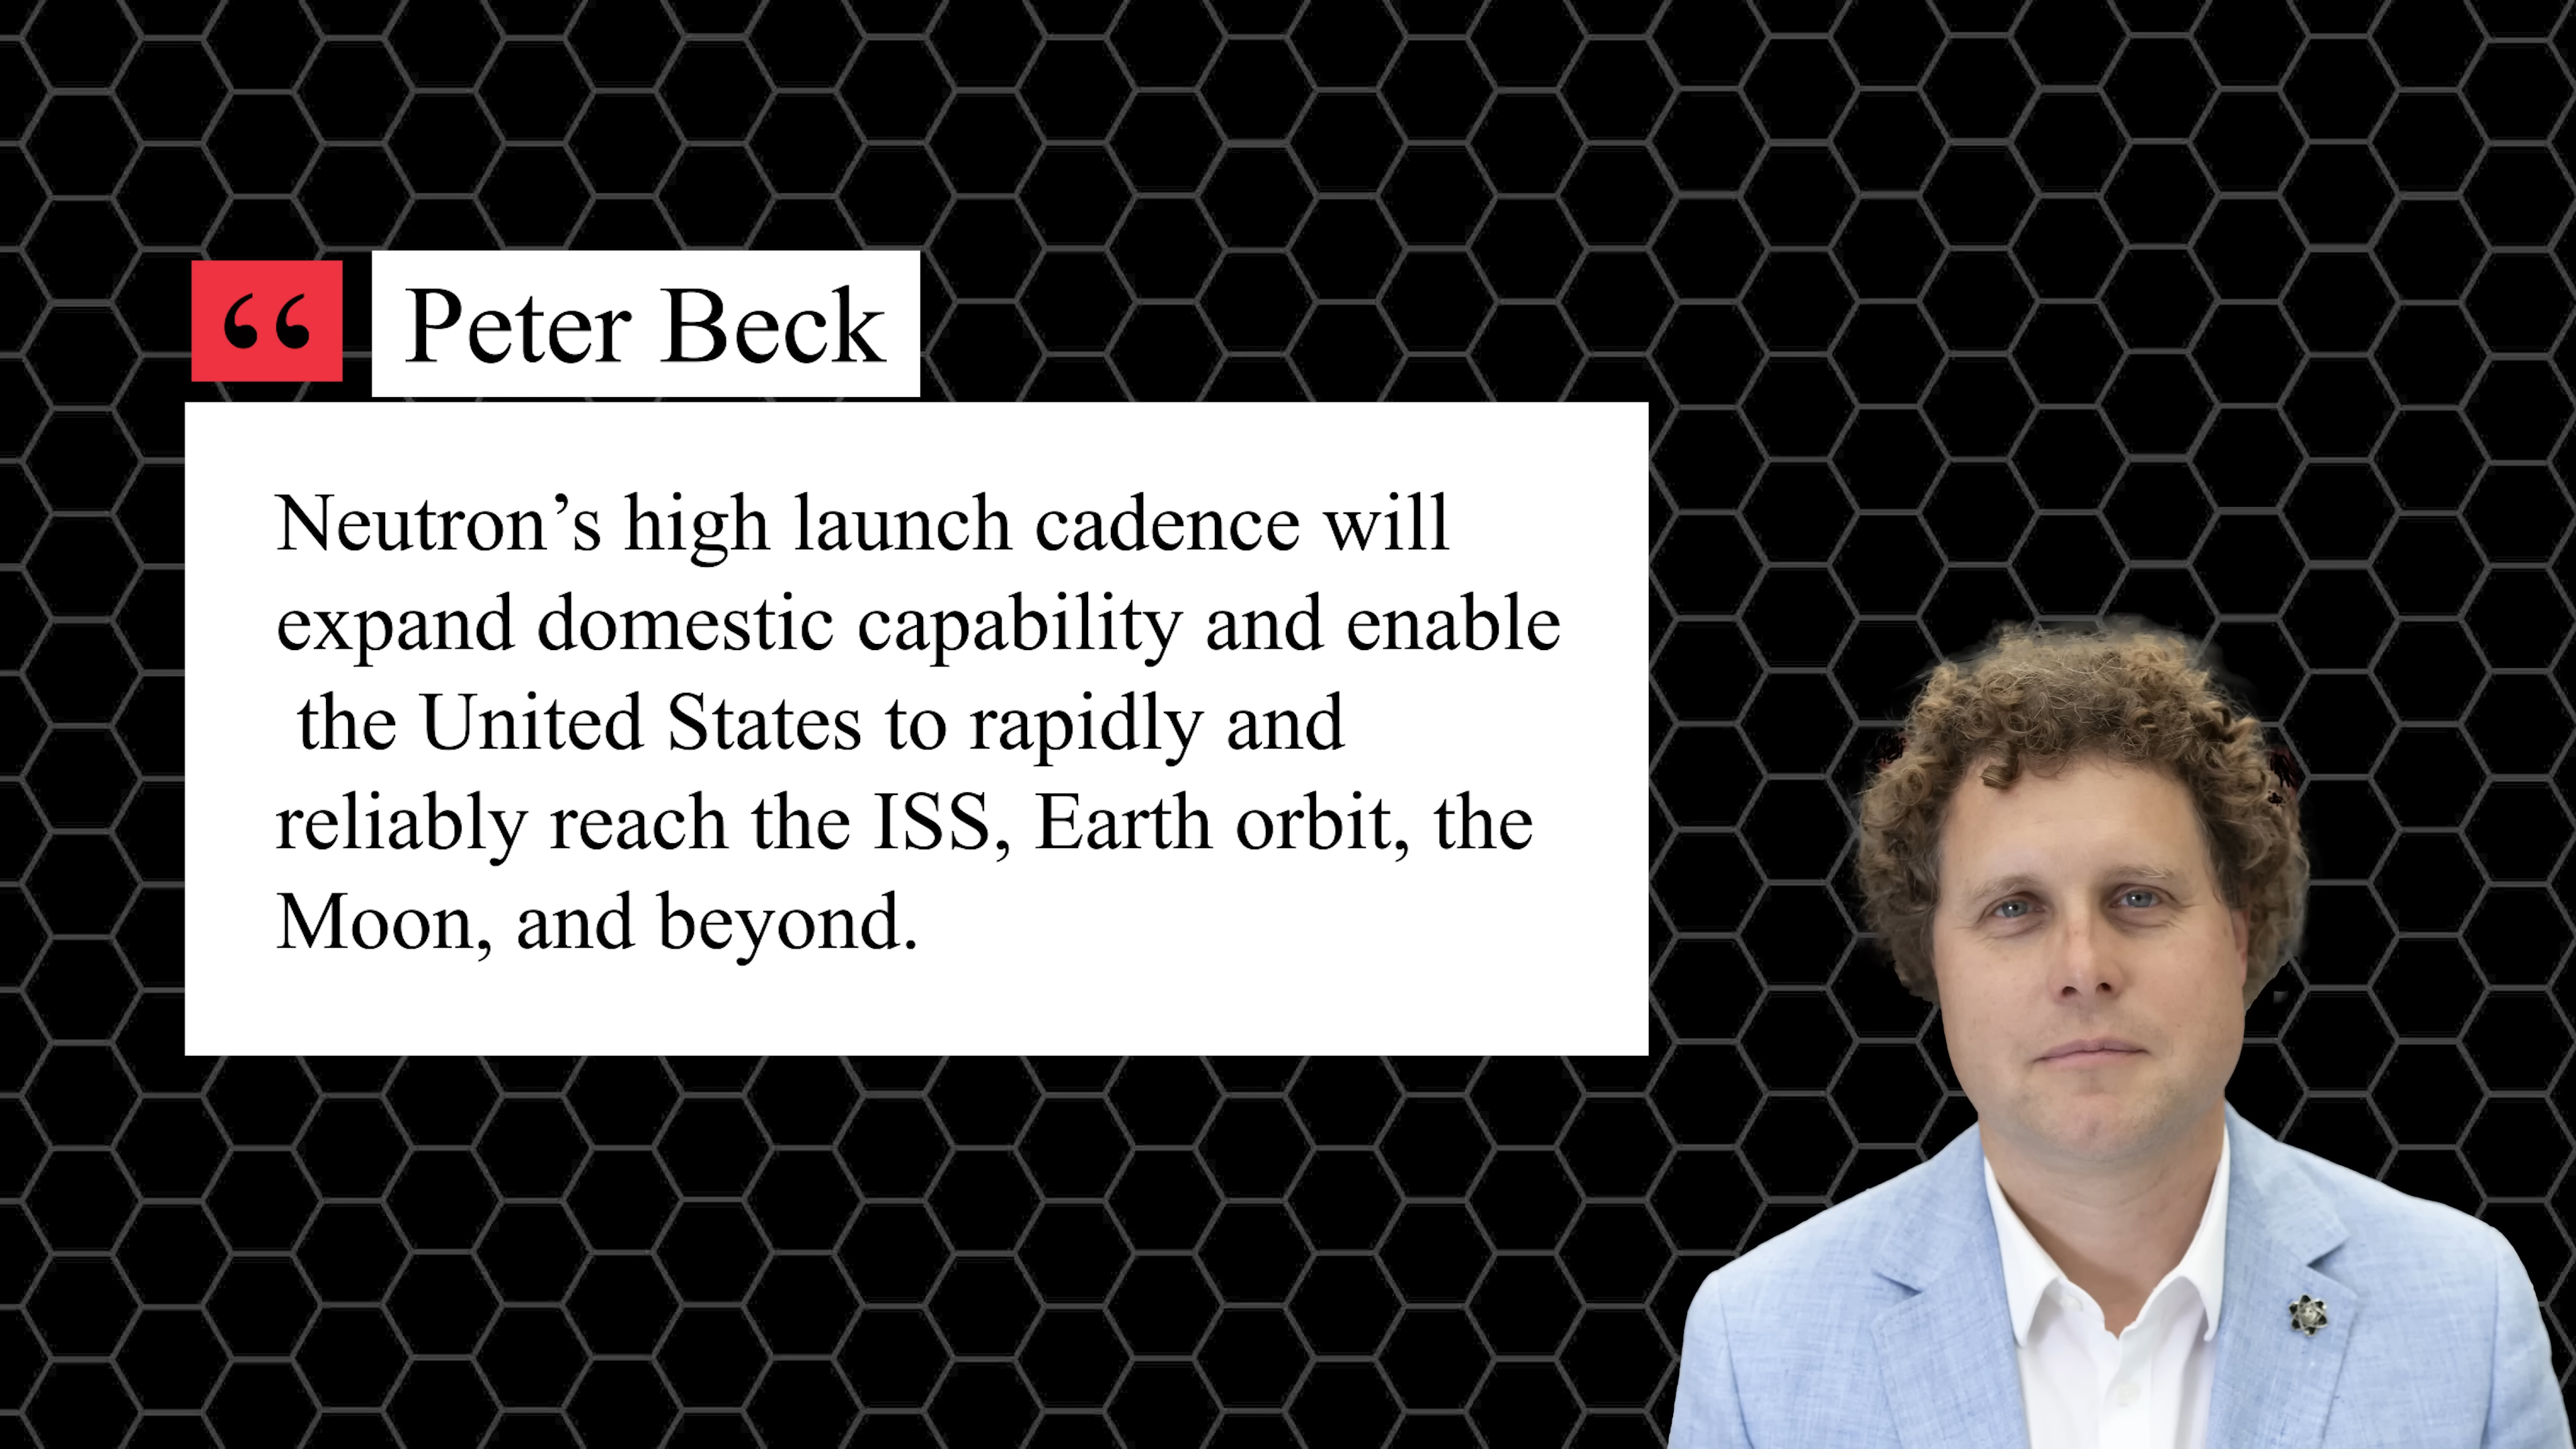 “
Peter Beck
Neutron’s high launch cadence will
expand domestic capability and enable
the United States to rapidly and
reliably reach the ISS, Earth orbit, the
Moon, and beyond.